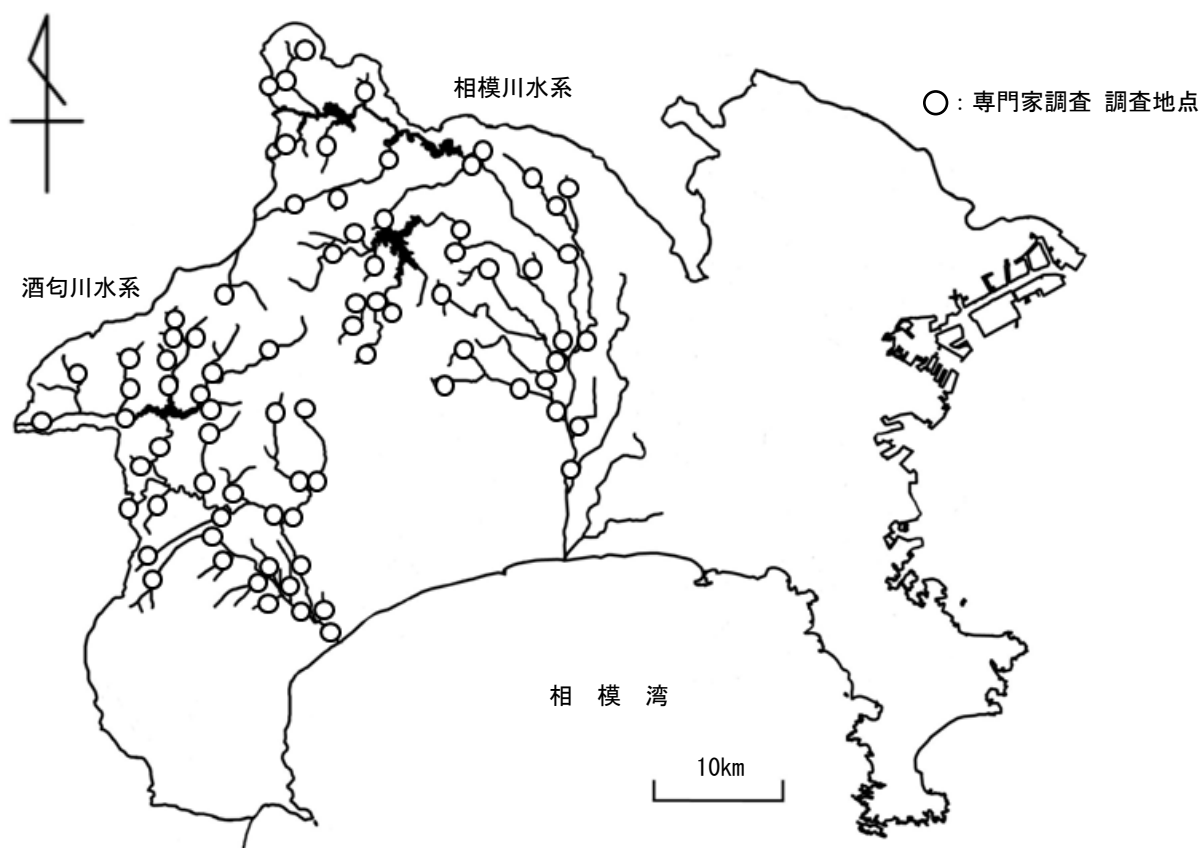 相模川水系
○：専門家調査 調査地点
酒匂川水系
相 模 湾
10km